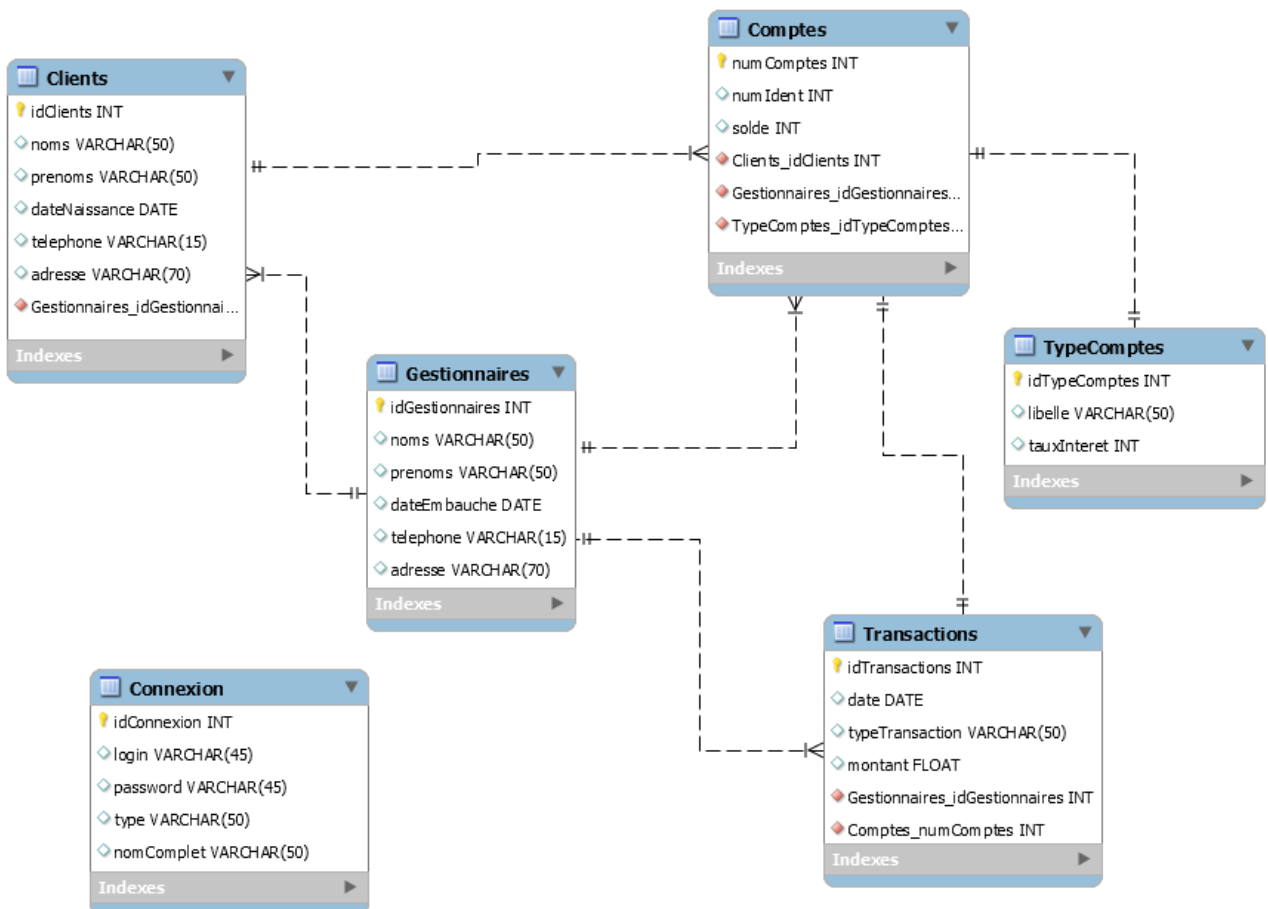 Comptes
numComptes INT
numIdent INT
solde INT
Clients_idClients INT
Gestionnaires_idGestionnaires...
TypeComptes_idTypeComptes...
Indexes
Clients
idClients INT
noms VARCHAR(50)
prenoms VARCHAR(50)
dateNaissance DATE
telephone VARCHAR(15)
adresse VARCHAR(70)
Gestionnaires_idGestionnai...
Indexes
TypeComptes
idTypeComptes INT
libelle VARCHAR(50)
tauxInteret INT
Indexes
Gestionnaires
idGestionnaires INT
noms VARCHAR(50)
prenoms VARCHAR(50)
dateEmbauche DATE
telephone VARCHAR(15)
adresse VARCHAR(70)
Indexes
Transactions
idTransactions INT
date DATE
typeTransaction VARCHAR(50)
montant FLOAT
Gestionnaires_idGestionnaires INT
Comptes_numComptes INT
Indexes
Connexion
idConnexion INT
login VARCHAR(45)
password VARCHAR(45)
type VARCHAR(50)
nomComplet VARCHAR(50)
Indexes